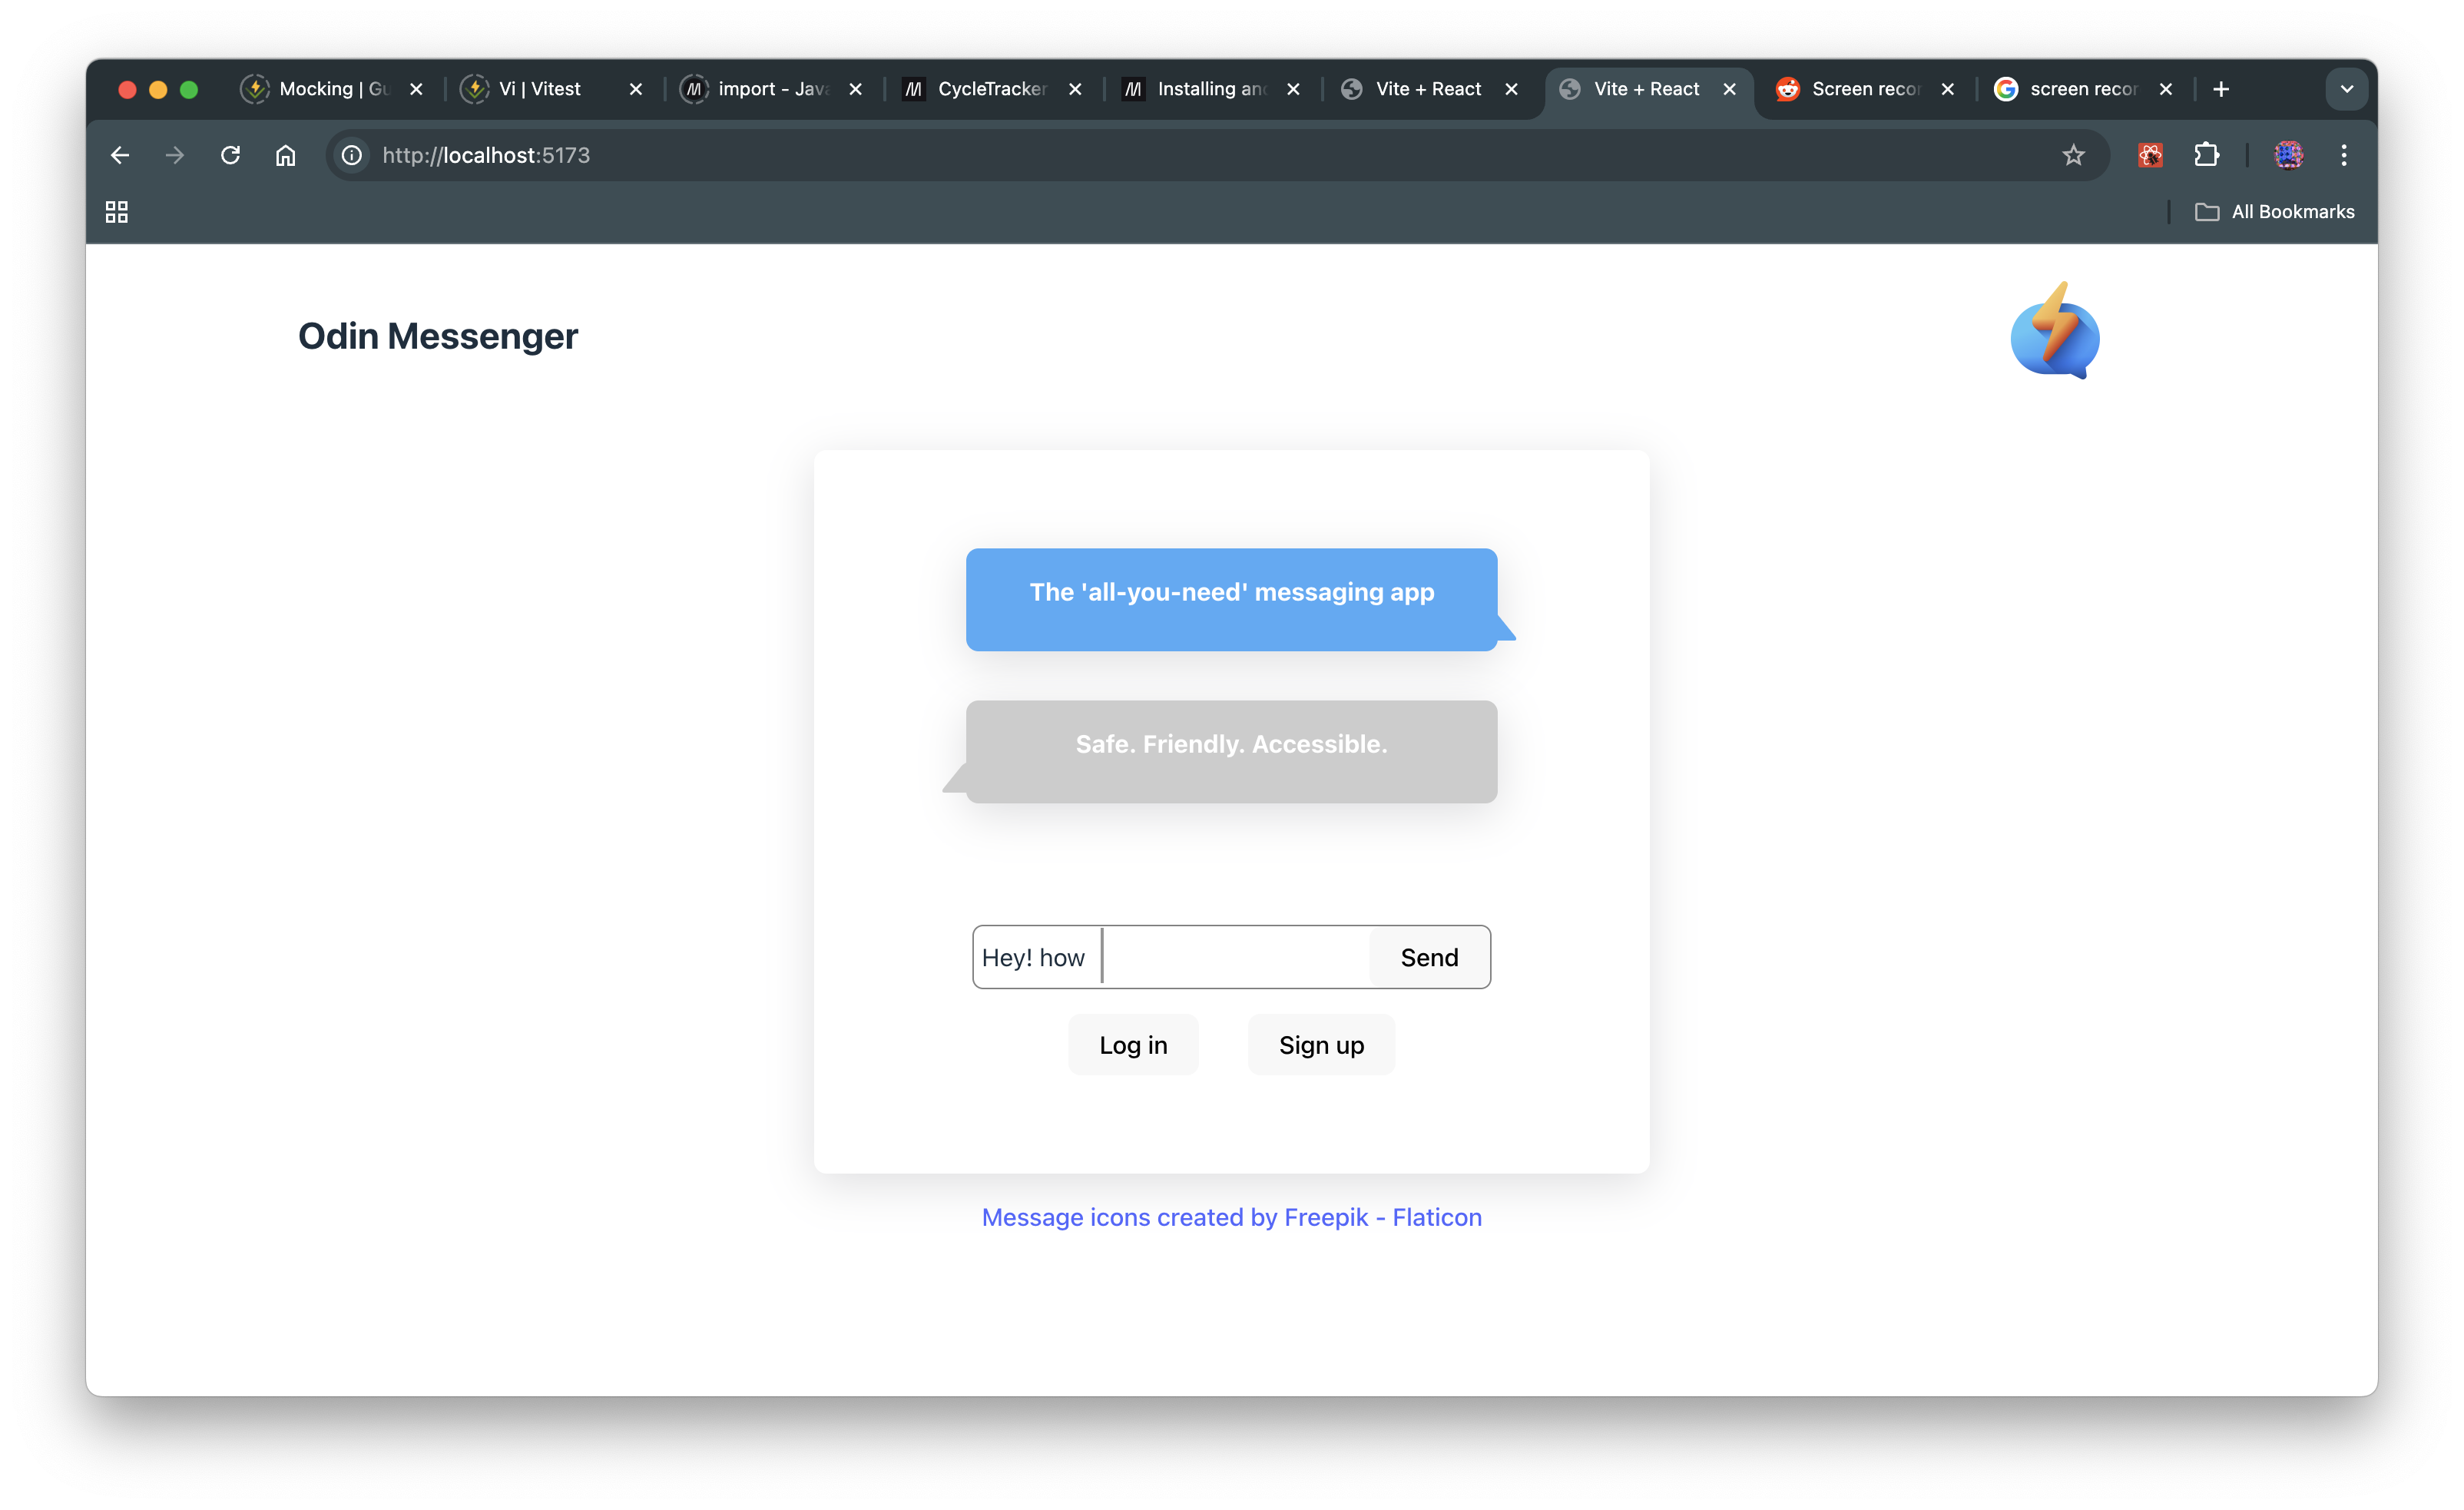 Mocking | Gu
Vi | Vitest
import - Java
CycleTracker
Installing and
Vite + React
Vite + React
Screen recor
screen recor
http://localhost:5173
All Bookmarks
Odin Messenger
The 'all-you-need' messaging app
Safe. Friendly. Accessible.
Hey! how
Send
Log in
Sign up
Message icons created by Freepik - Flaticon